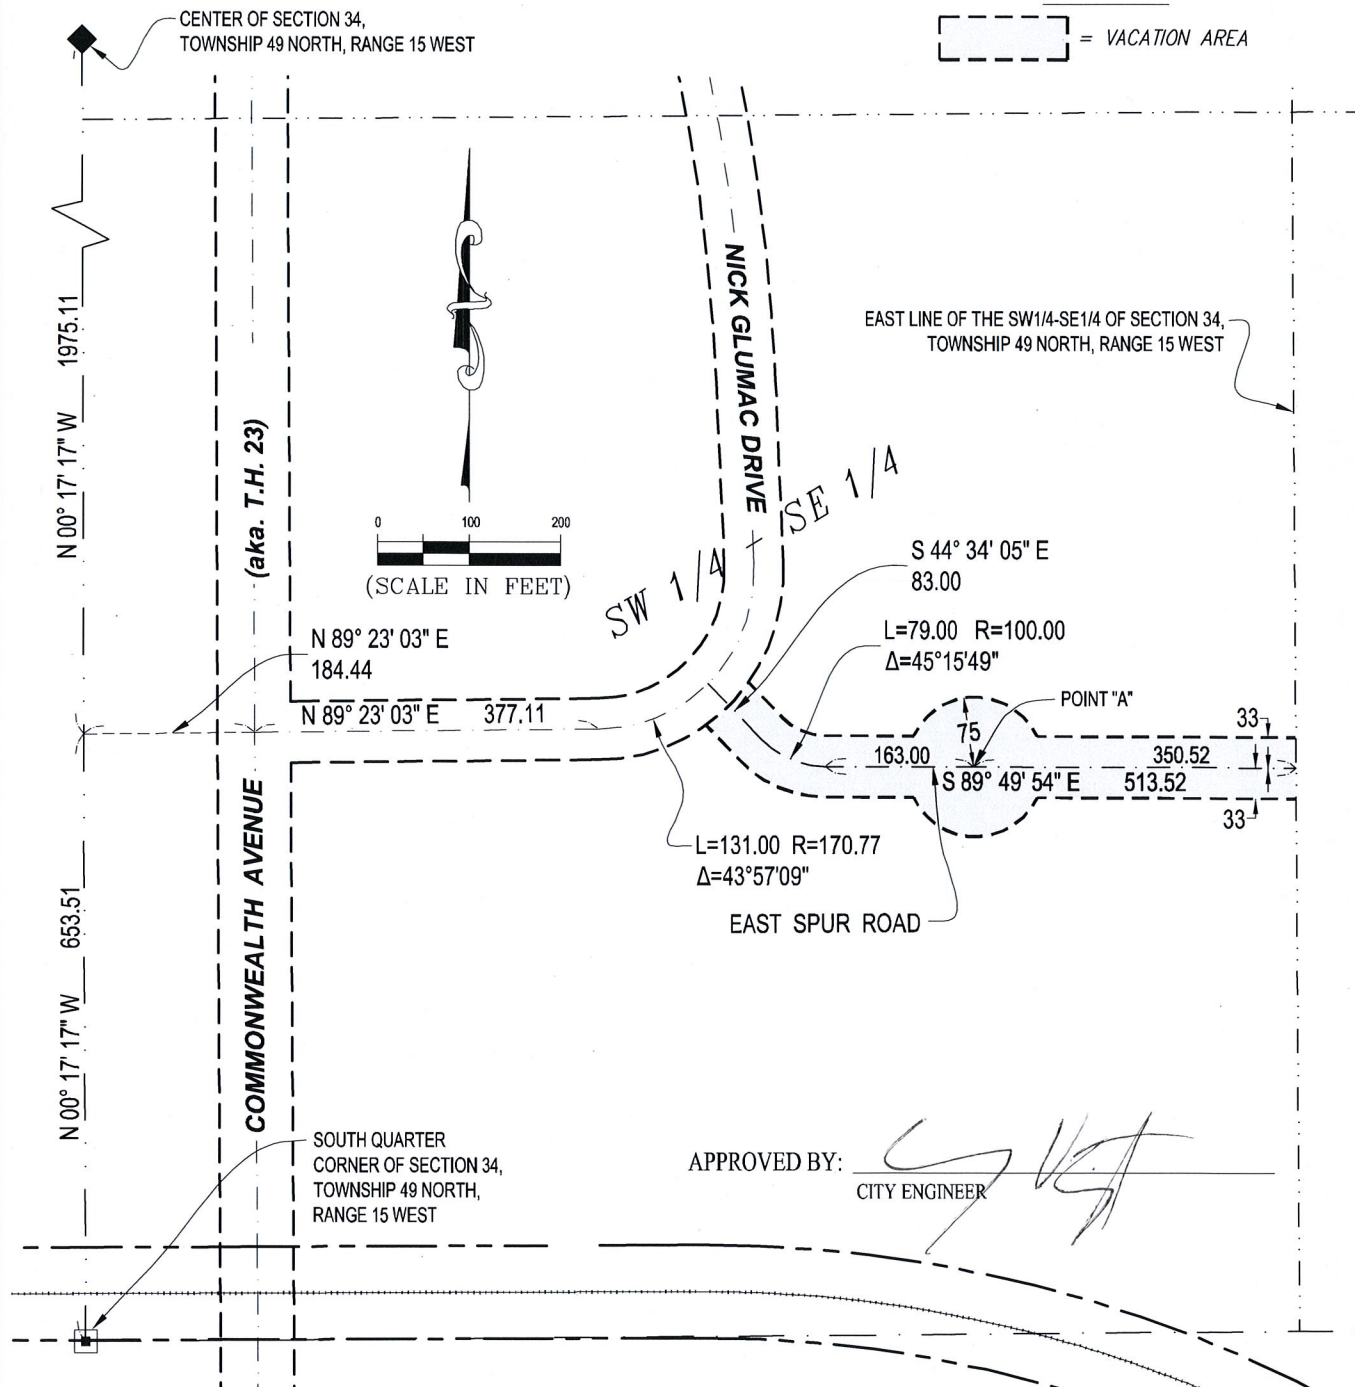 CENTER OF SECTION 34,
TOWNSHIP 49 NORTH, RANGE 15 WEST
= VACATION AREA
N 00° 17' 17" W 1975.11
NICK GLUMAC DRIVE
EAST LINE OF THE SW1/4-SE1/4 OF SECTION 34,
TOWNSHIP 49 NORTH, RANGE 15 WEST
(aka. T.H. 23)
0 100 200
(SCALE IN FEET)
SW 1/4 - SE 1/4
S 44° 34' 05" E
83.00
N 89° 23' 03" E
184.44
L=79.00 R=100.00
Δ=45°15'49"
N 89° 23' 03" E 377.11
POINT "A"
75
33
163.00
350.52
S 89° 49' 54" E 513.52
33
L=131.00 R=170.77
Δ=43°57'09"
EAST SPUR ROAD
COMMONWEALTH AVENUE
N 00° 17' 17" W 653.51
SOUTH QUARTER
CORNER OF SECTION 34,
TOWNSHIP 49 NORTH,
RANGE 15 WEST
APPROVED BY:
CITY ENGINEER